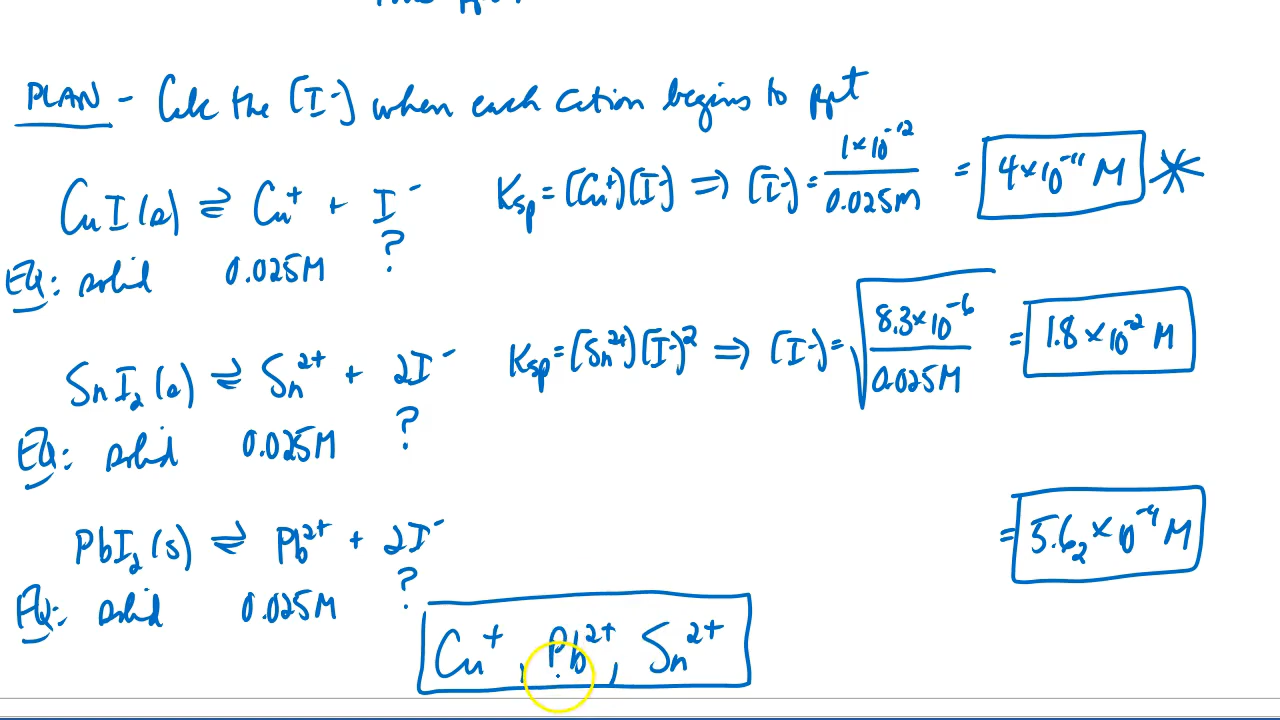 PLAN - Calc the [I-] when each cation begins to ppt
CuI(s) ⇌ Cu+ + I- Ksp = [Cu+][I-] ⇒ [I-] = 1×10^-12 / 0.025M = 4×10^-11 M *
?
EQ: solid 0.025M
SnI2(s) ⇌ Sn2+ + 2I- Ksp = [Sn2+][I-]^2 ⇒ [I-] = √(8.3×10^-6 / 0.025M) = 1.8×10^-2 M
?
EQ: solid 0.025M
PbI2(s) ⇌ Pb2+ + 2I- = 5.6₂×10^-4 M
?
EQ: solid 0.025M
Cu+, Pb2+, Sn2+